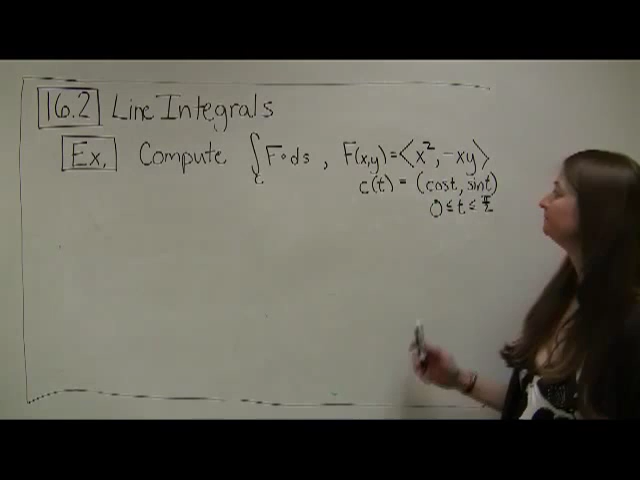 16.2 Line Integrals
Ex. Compute ∫_C F • ds , F(x,y) = ⟨x², -xy⟩
c(t) = (cost, sint)
0 ≤ t ≤ π/2